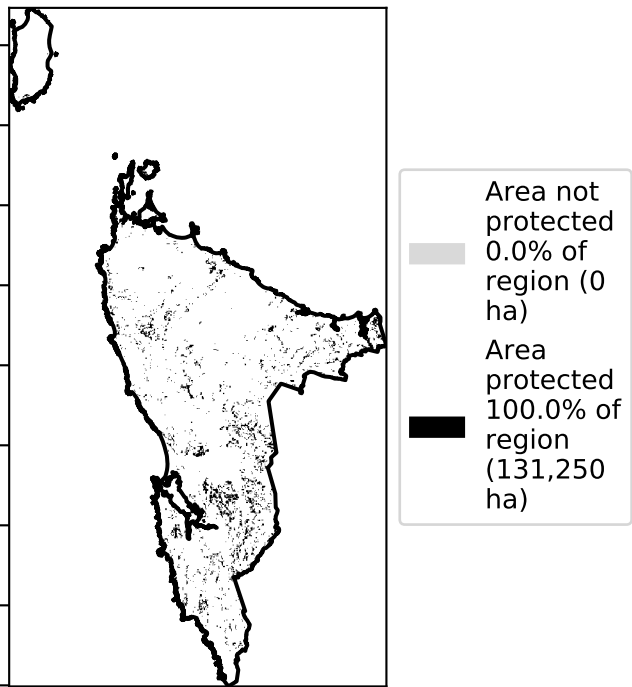 Area not
protected
0.0% of
region (0
ha)
Area
protected
100.0% of
region
(131,250
ha)